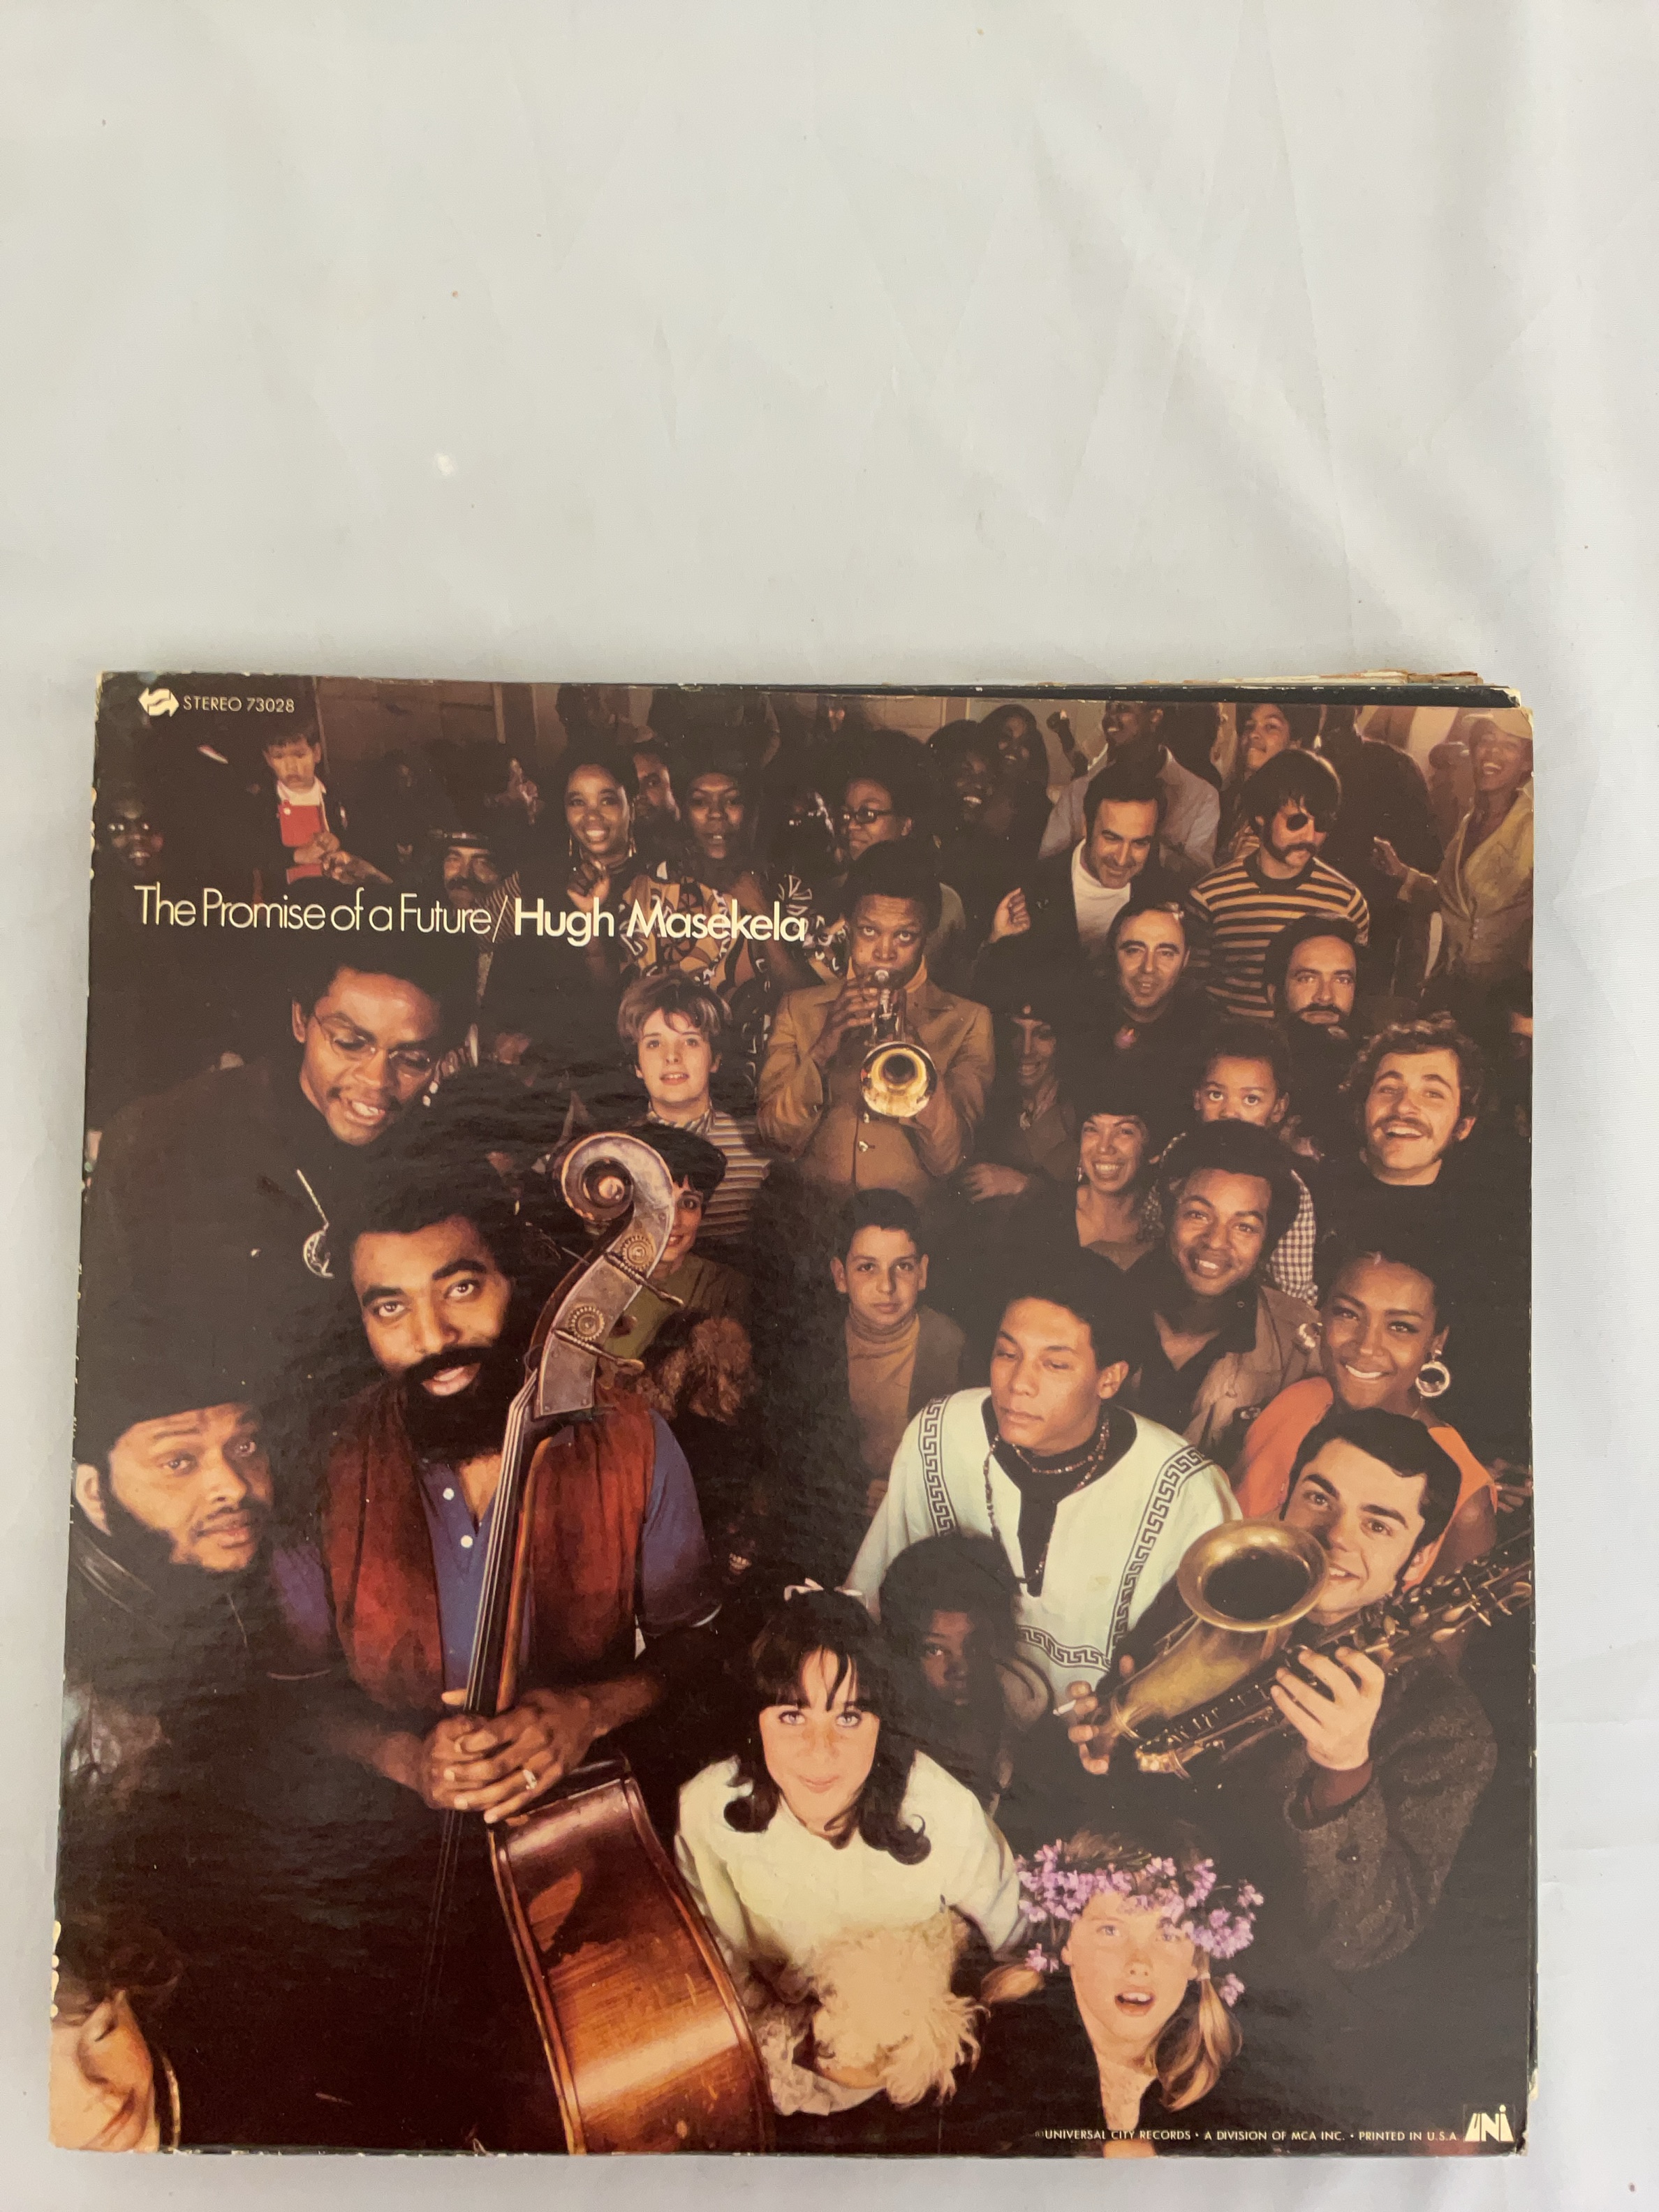 STEREO 73028
The Promise of a Future/Hugh Masekela
UNIVERSAL CITY RECORDS • A DIVISION OF MCA INC. • PRINTED IN U.S.A.
UNi